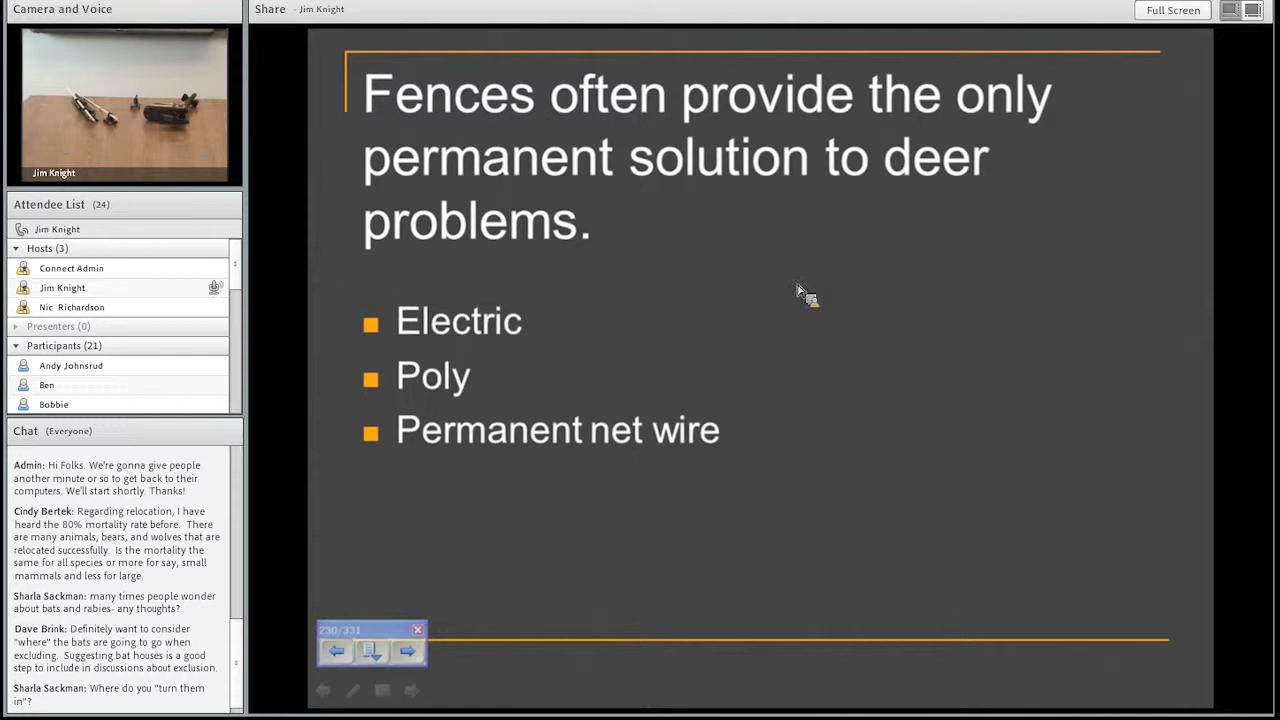 Camera and Voice
Jim Knight
Attendee List (24)
Jim Knight
Hosts (3)
Connect Admin
Jim Knight
Nic Richardson
Presenters (0)
Participants (21)
Andy Johnsrud
Ben
Bobbie
Chat (Everyone)
Admin: Hi Folks. We're gonna give people
another minute or so to get back to their
computers. We'll start shortly. Thanks!
Cindy Bertek: Regarding relocation, I have
heard the 80% mortality rate before. There
are many animals, bears, and wolves that are
relocated successfully. Is the mortality the
same for all species or more for say, small
mammals and less for large.
Sharla Sackman: many times people wonder
about bats and rabies- any thoughts?
Dave Brink: Definitely want to consider
"where" the bats are going to go when
excluding. Suggesting bat houses is a good
step to include in discussions about exclusion.
Sharla Sackman: Where do you "turn them
in"?
Share - Jim Knight
Full Screen
Fences often provide the only
permanent solution to deer
problems.
Electric
Poly
Permanent net wire
230/331